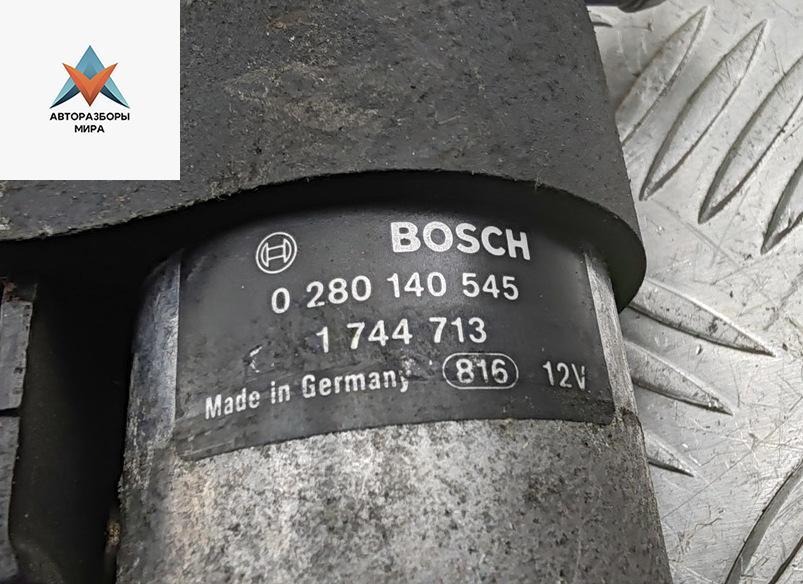 АВТОРАЗБОРЫ
МИРА
BOSCH
0 280 140 545
1 744 713
Made in Germany 816 12V